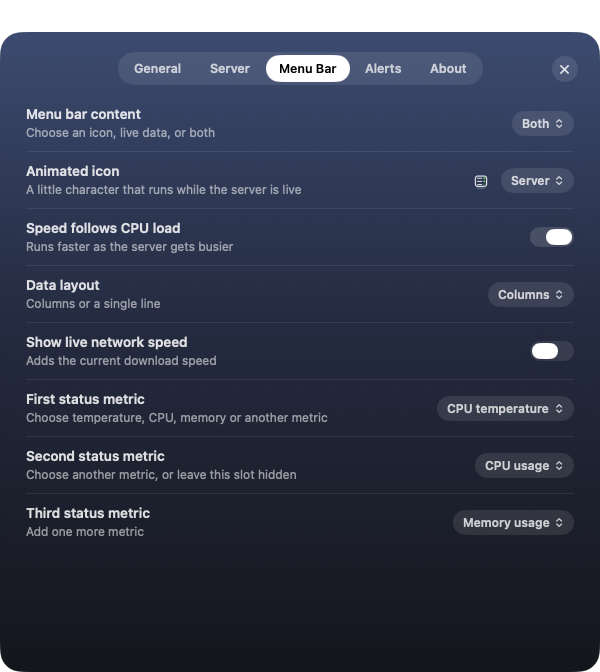 General Server Menu Bar Alerts About
Menu bar content
Choose an icon, live data, or both
Both
Animated icon
A little character that runs while the server is live
Server
Speed follows CPU load
Runs faster as the server gets busier
Data layout
Columns or a single line
Columns
Show live network speed
Adds the current download speed
First status metric
Choose temperature, CPU, memory or another metric
CPU temperature
Second status metric
Choose another metric, or leave this slot hidden
CPU usage
Third status metric
Add one more metric
Memory usage